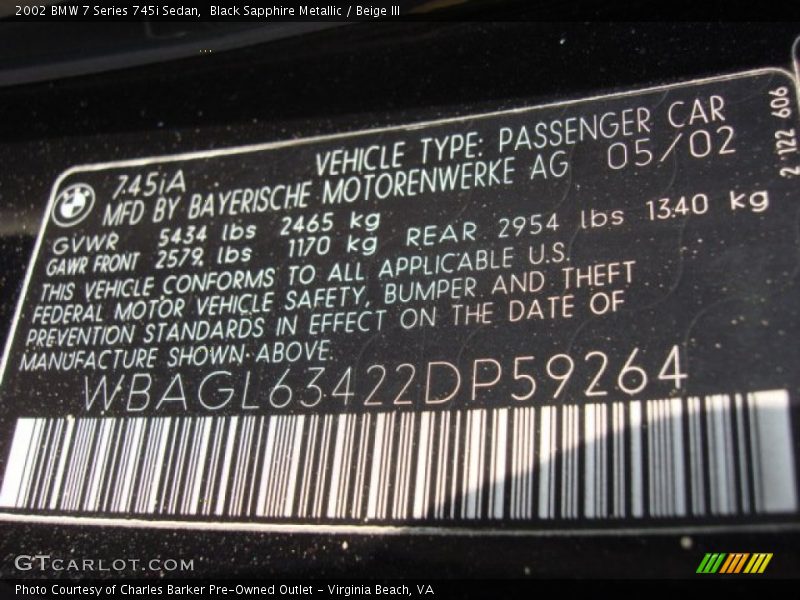 2002 BMW 7 Series 745i Sedan, Black Sapphire Metallic / Beige III
745iA VEHICLE TYPE: PASSENGER CAR
MFD BY BAYERISCHE MOTORENWERKE AG 05/02
2 122 606
GVWR 5434 lbs 2465 kg
GAWR FRONT 2579 lbs 1170 kg REAR 2954 lbs 1340 kg
THIS VEHICLE CONFORMS TO ALL APPLICABLE U.S.
FEDERAL MOTOR VEHICLE SAFETY, BUMPER AND THEFT
PREVENTION STANDARDS IN EFFECT ON THE DATE OF
MANUFACTURE SHOWN ABOVE.
WBAGL63422DP59264
GTCARLOT.COM
Photo Courtesy of Charles Barker Pre-Owned Outlet - Virginia Beach, VA